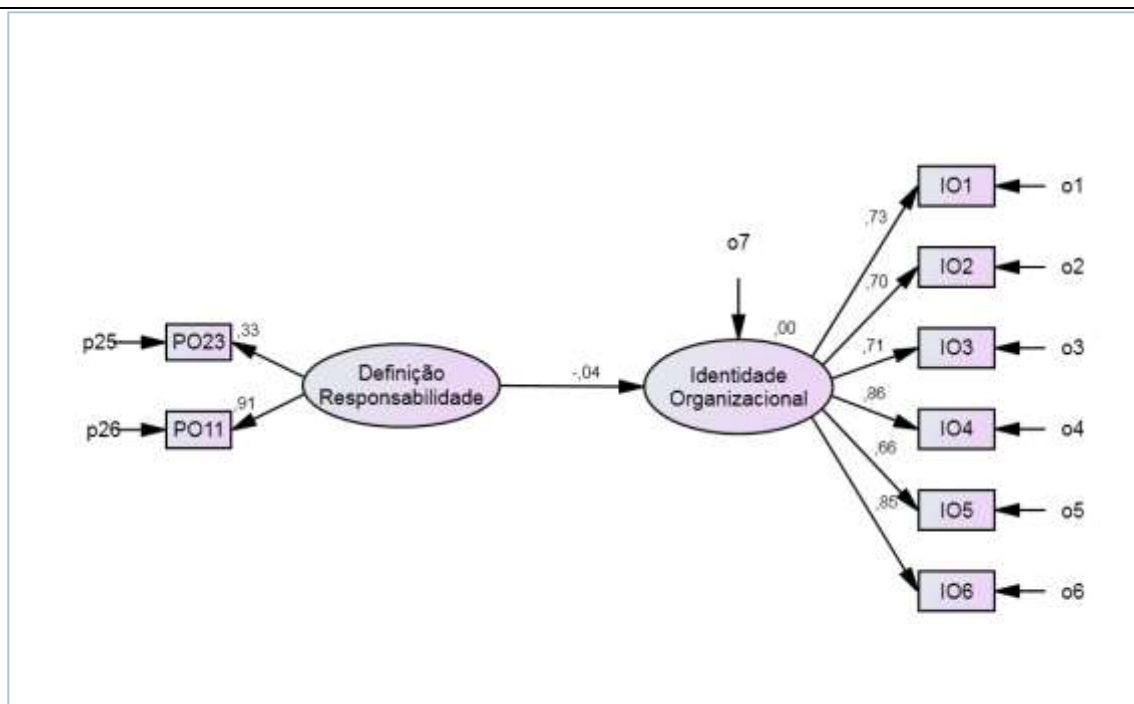 p25
PO23
,33
p26
PO11
,91
Definição
Responsabilidade
-,04
o7
,00
Identidade
Organizacional
,73
IO1
o1
,70
IO2
o2
,71
IO3
o3
,86
IO4
o4
,66
IO5
o5
,85
IO6
o6